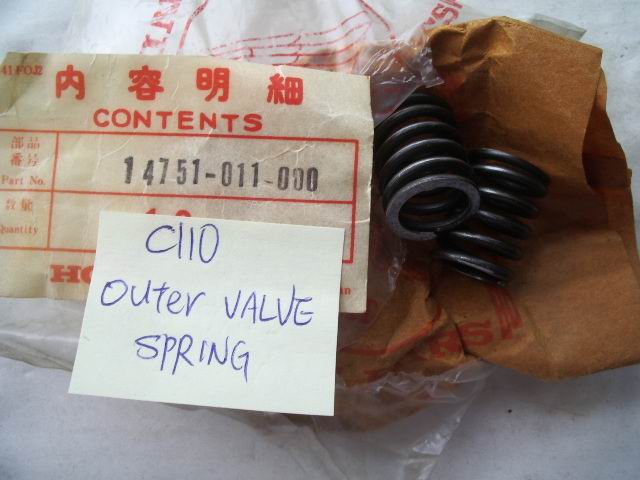 41FOJ2
内容明細
CONTENTS
部品
番号
Part No.
14751-011-000
数量
Quantity
C110
OUTER VALVE
SPRING